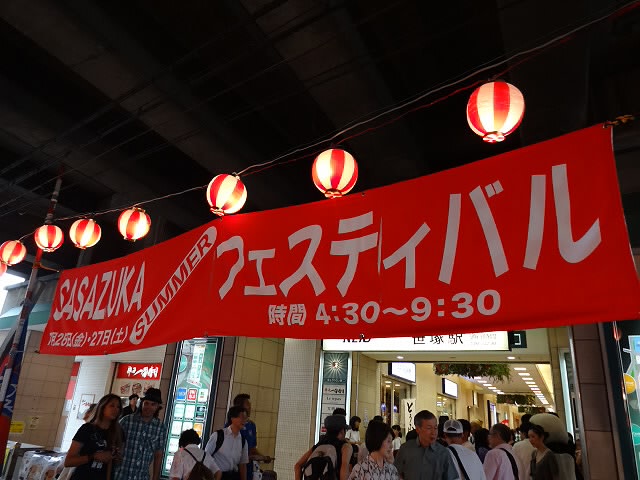 SASAZUKA
SUMMER
フェスティバル
7月26日(金)・27日(土)
時間 4:30〜9:30
笹塚駅